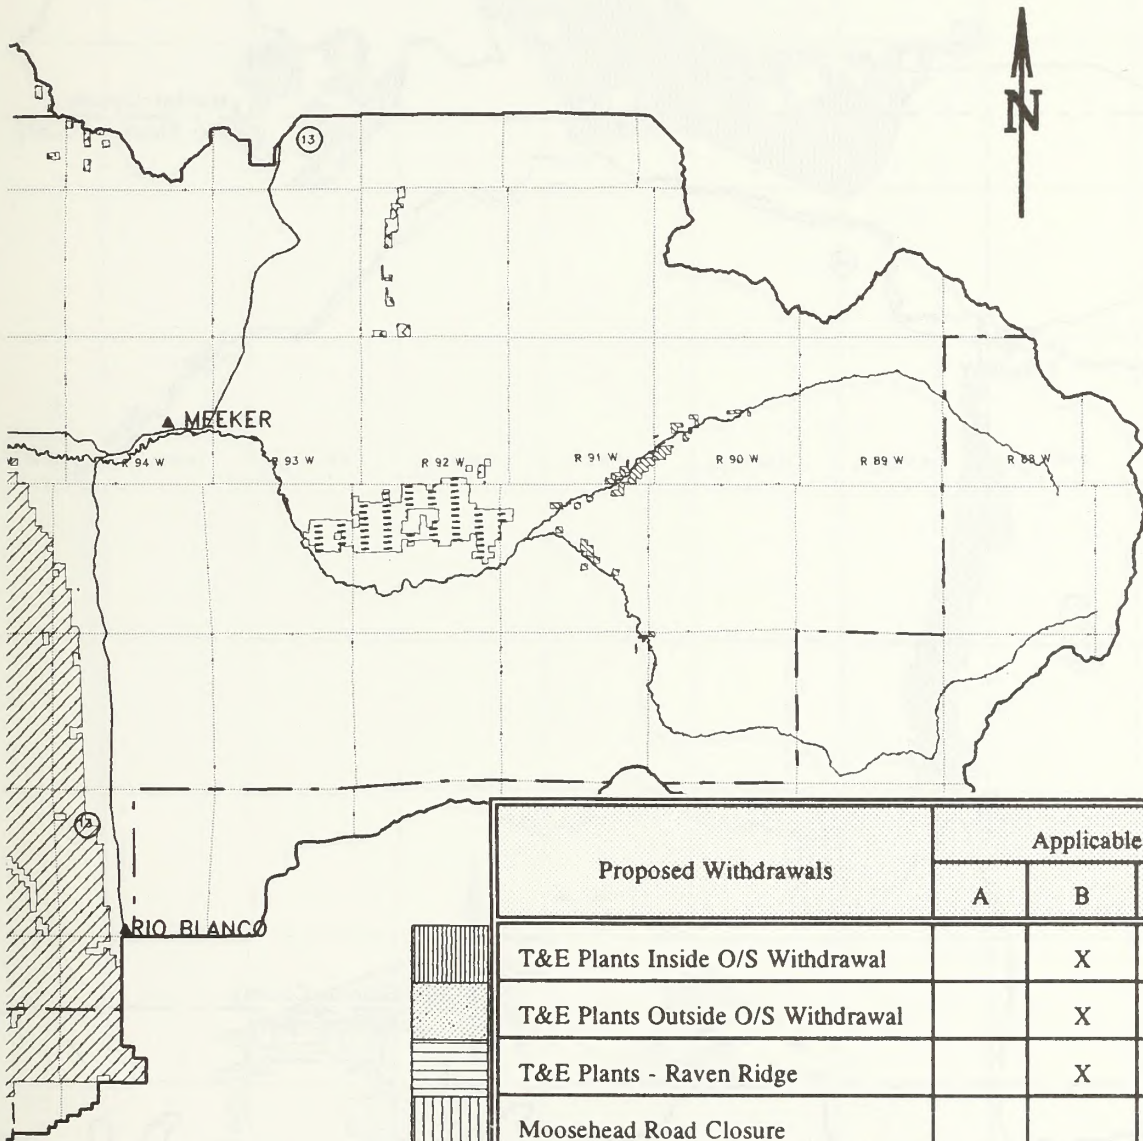 N
13
MEEKER
R 94 W
R 93 W
R 92 W
R 91 W
R 90 W
R 89 W
R 88 W
13
RIO BLANCO
Proposed Withdrawals
Applicable
A
B
T&E Plants Inside O/S Withdrawal
X
T&E Plants Outside O/S Withdrawal
X
T&E Plants - Raven Ridge
X
Moosehead Road Closure